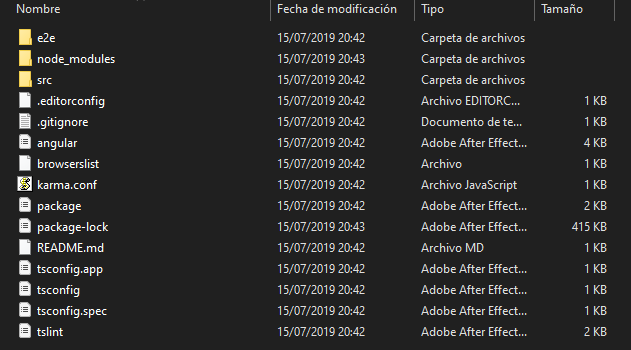 Nombre Fecha de modificación Tipo Tamaño
e2e 15/07/2019 20:42 Carpeta de archivos
node_modules 15/07/2019 20:43 Carpeta de archivos
src 15/07/2019 20:42 Carpeta de archivos
.editorconfig 15/07/2019 20:42 Archivo EDITORC... 1 KB
.gitignore 15/07/2019 20:42 Documento de te... 1 KB
angular 15/07/2019 20:42 Adobe After Effect... 4 KB
browserslist 15/07/2019 20:42 Archivo 1 KB
karma.conf 15/07/2019 20:42 Archivo JavaScript 1 KB
package 15/07/2019 20:42 Adobe After Effect... 2 KB
package-lock 15/07/2019 20:43 Adobe After Effect... 415 KB
README.md 15/07/2019 20:42 Archivo MD 1 KB
tsconfig.app 15/07/2019 20:42 Adobe After Effect... 1 KB
tsconfig 15/07/2019 20:42 Adobe After Effect... 1 KB
tsconfig.spec 15/07/2019 20:42 Adobe After Effect... 1 KB
tslint 15/07/2019 20:42 Adobe After Effect... 2 KB